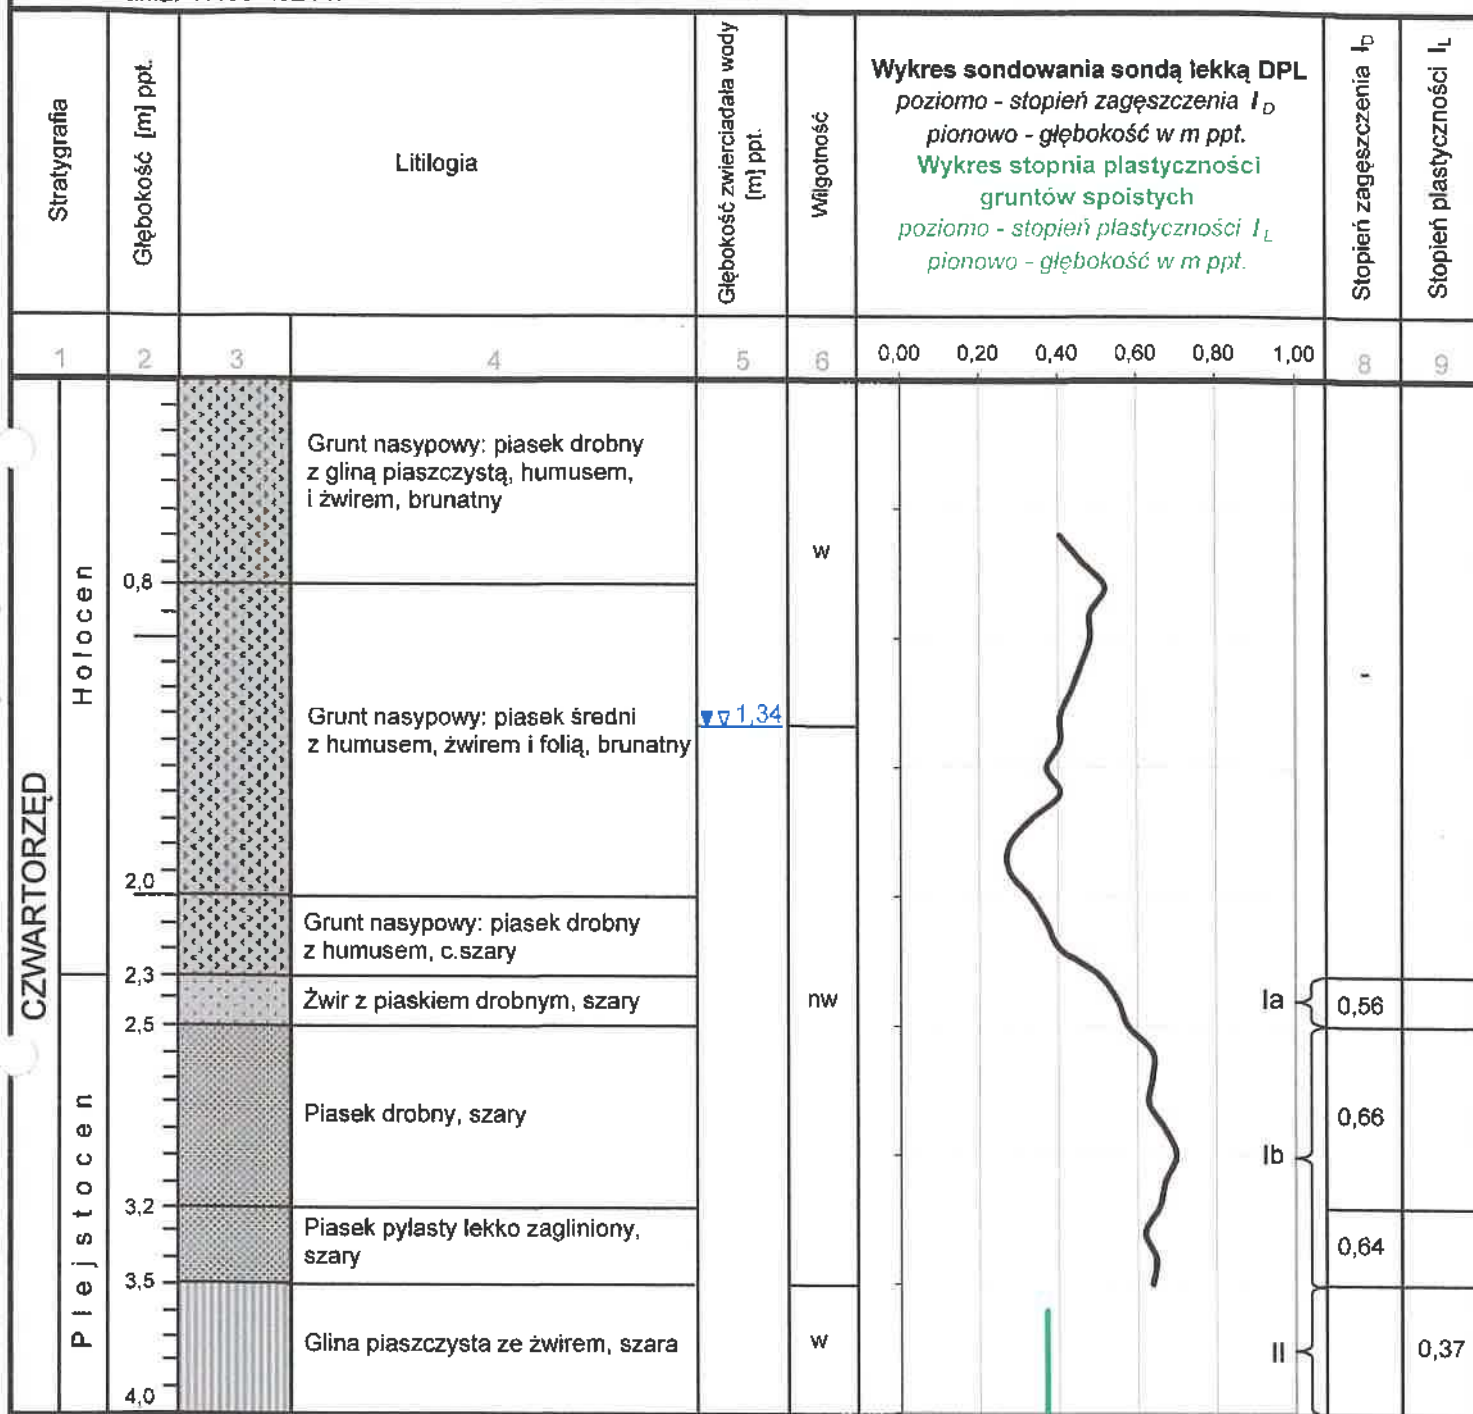 Stratygrafia
Głębokość [m] ppt.
Litilogia
Głębokość zwierciadała wody
[m] ppt.
Wilgotność
Wykres sondowania sondą lekką DPL
poziomo - stopień zagęszczenia I D
pionowo - głębokość w m ppt.
Wykres stopnia plastyczności
gruntów spoistych
poziomo - stopień plastyczności I L
pionowo - głębokość w m ppt.
Stopień zagęszczenia I D
Stopień plastyczności I L
1 2 3 4 5 6 0,00 0,20 0,40 0,60 0,80 1,00 8 9
CZWARTORZĘD
Holocen
Grunt nasypowy: piasek drobny
z gliną piaszczystą, humusem,
i żwirem, brunatny
w
0,8
-
Grunt nasypowy: piasek średni
z humusem, żwirem i folią, brunatny
1,34
2,0
Grunt nasypowy: piasek drobny
z humusem, c.szary
2,3
Plejstocen
Żwir z piaskiem drobnym, szary
nw
Ia
0,56
2,5
Piasek drobny, szary
0,66
Ib
3,2
Piasek pylasty lekko zagliniony,
szary
0,64
3,5
Glina piaszczysta ze żwirem, szara
w
II
0,37
4,0